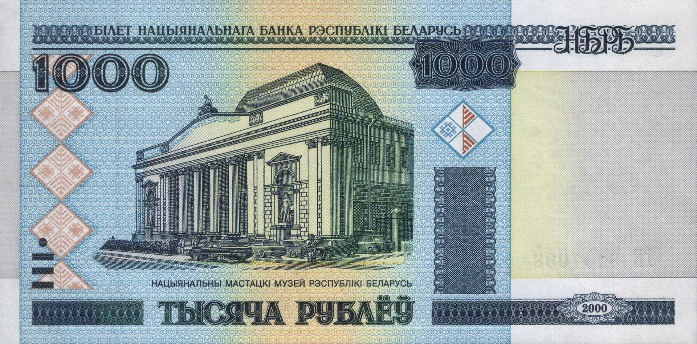 БІЛЕТ НАЦЫЯНАЛЬНАГА БАНКА РЭСПУБЛІКІ БЕЛАРУСЬ
НБРБ
1000
1000
НАЦЫЯНАЛЬНЫ МАСТАЦКІ МУЗЕЙ РЭСПУБЛІКІ БЕЛАРУСЬ
ТЫСЯЧА РУБЛЁЎ
2000